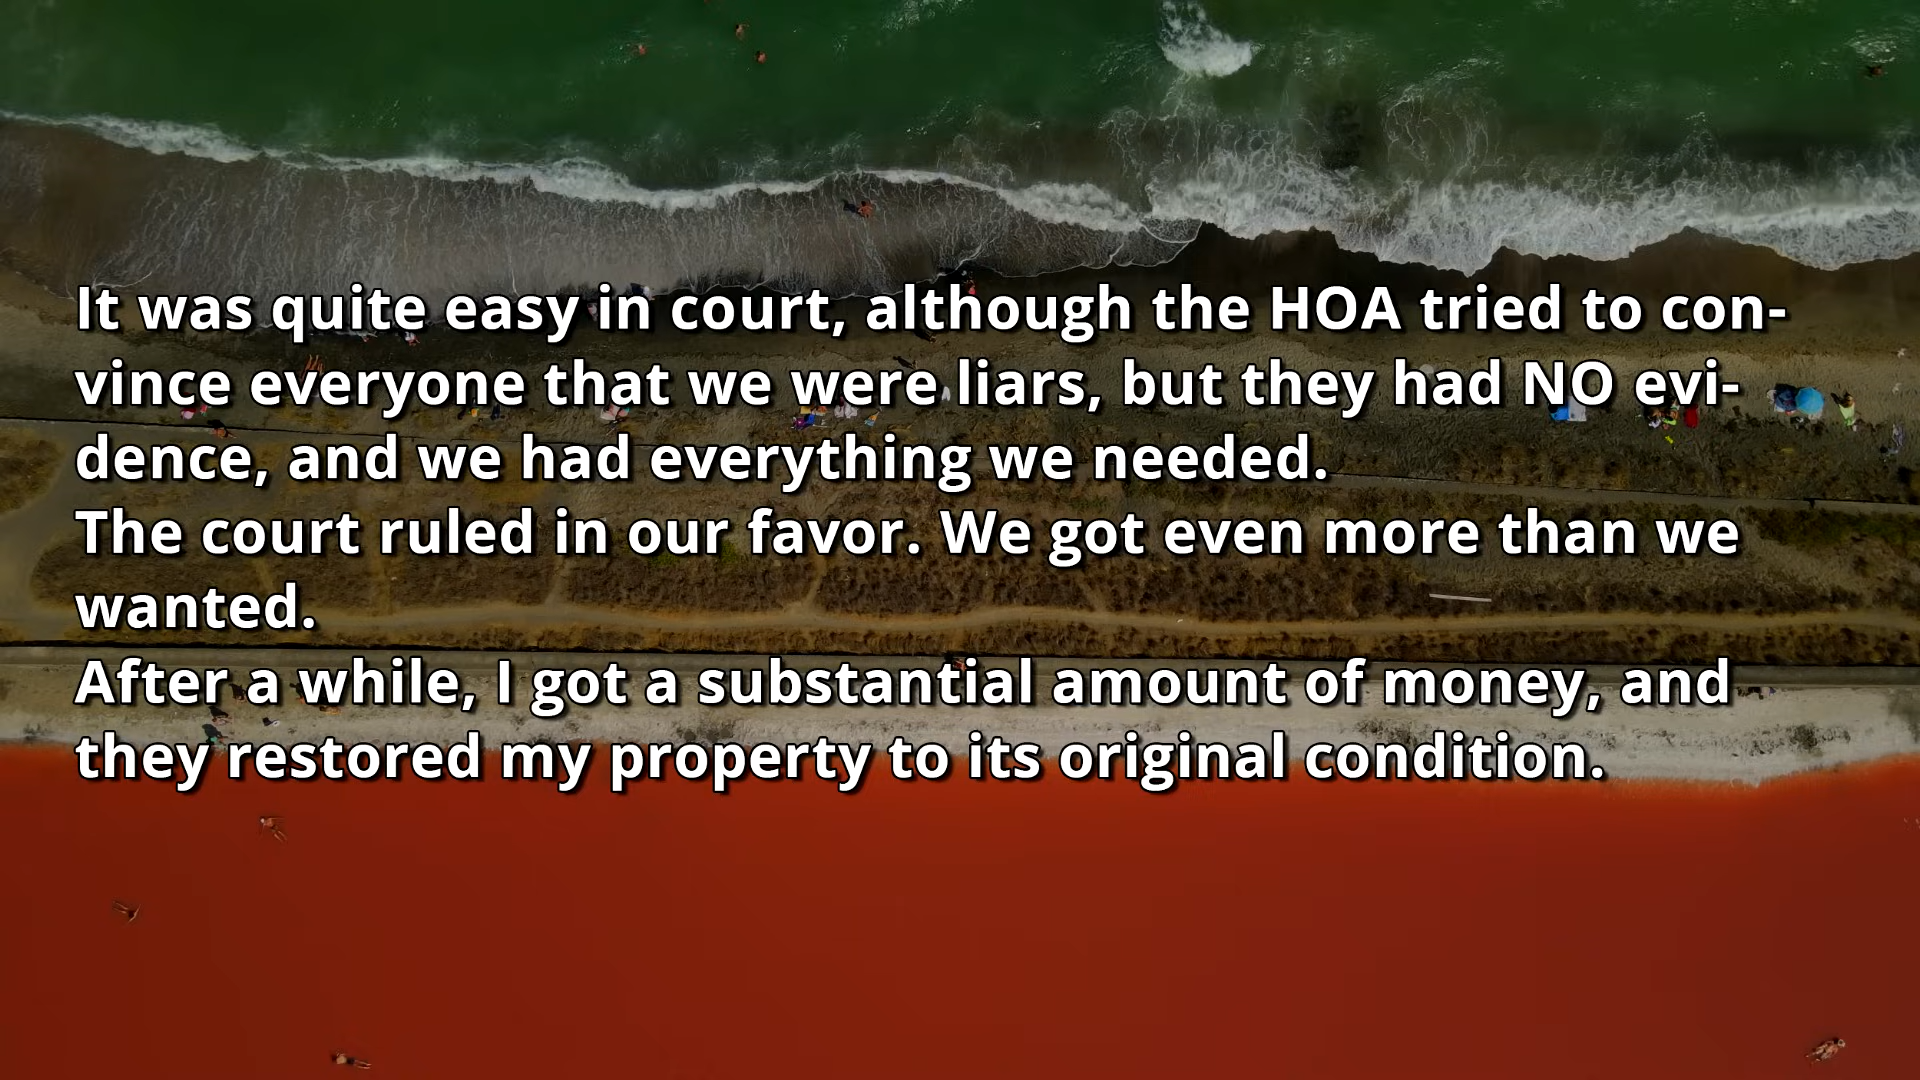 It was quite easy in court, although the HOA tried to con-
vince everyone that we were liars, but they had NO evi-
dence, and we had everything we needed.
The court ruled in our favor. We got even more than we
wanted.
After a while, I got a substantial amount of money, and
they restored my property to its original condition.